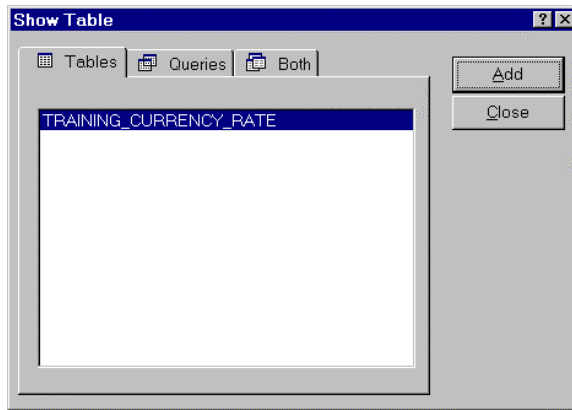 Show Table
Tables Queries Both
Add
TRAINING_CURRENCY_RATE
Close